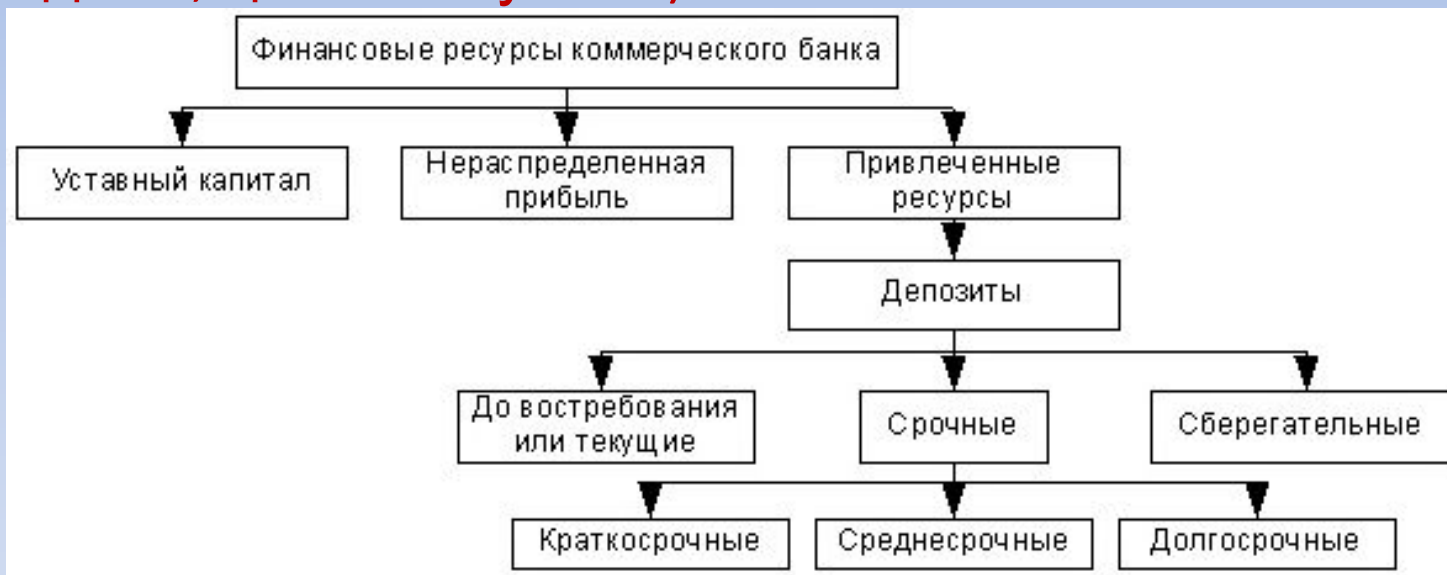 Финансовые ресурсы коммерческого банка
Уставный капитал
Нераспределенная
прибыль
Привлеченные
ресурсы
Депозиты
До востребования
или текущие
Срочные
Сберегательные
Краткосрочные
Среднесрочные
Долгосрочные